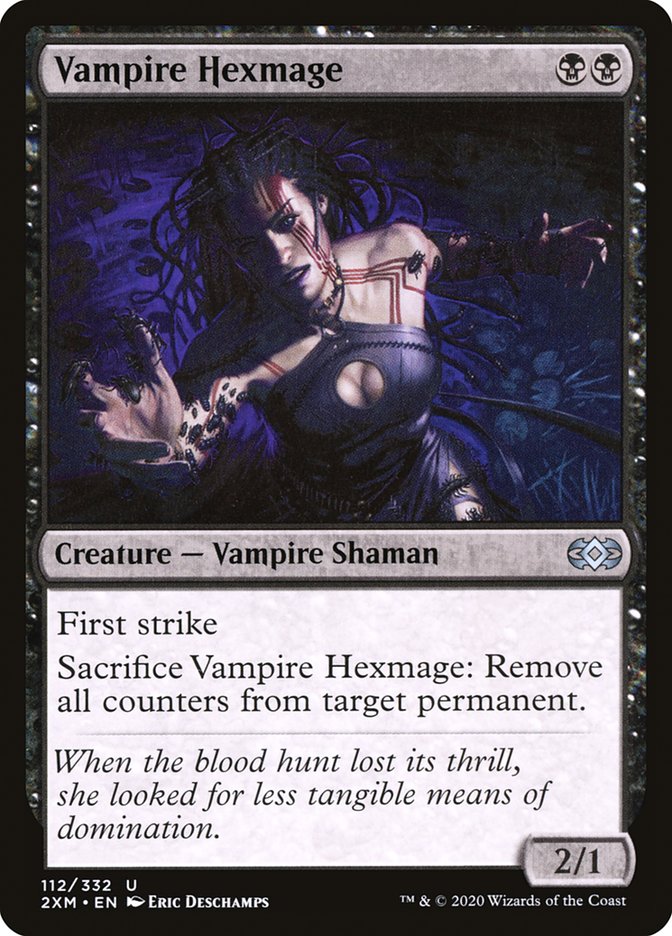 Vampire Hexmage
Creature — Vampire Shaman
First strike
Sacrifice Vampire Hexmage: Remove
all counters from target permanent.
When the blood hunt lost its thrill,
she looked for less tangible means of
domination.
2/1
112/332 U
2XM • EN Eric Deschamps
™ & © 2020 Wizards of the Coast